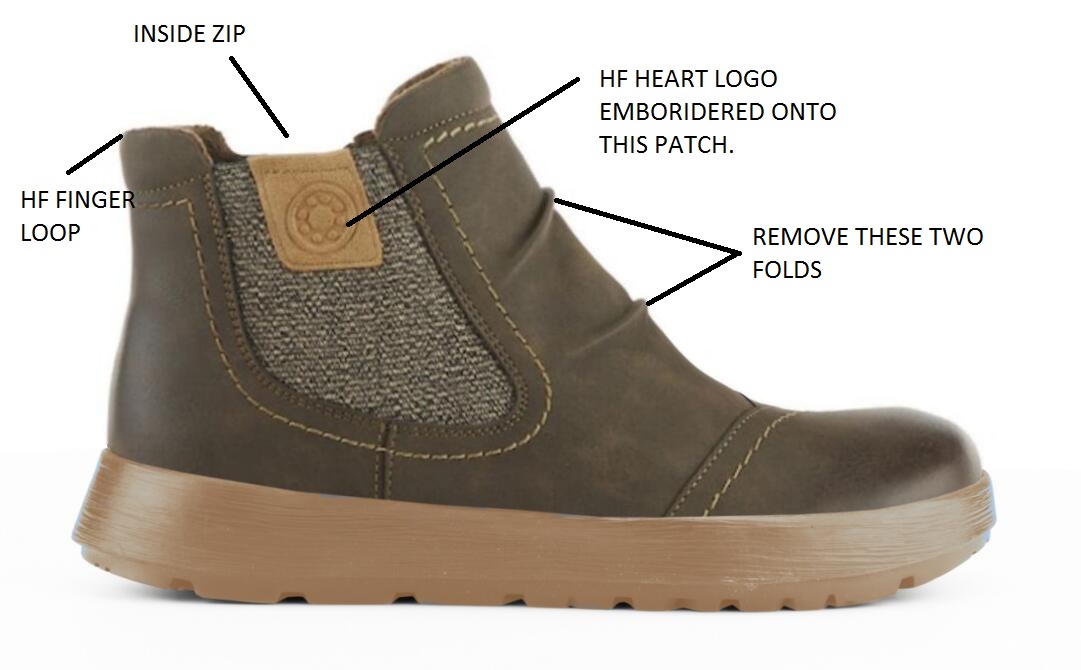 INSIDE ZIP
HF HEART LOGO
EMBORIDERED ONTO
THIS PATCH.
HF FINGER
LOOP
REMOVE THESE TWO
FOLDS